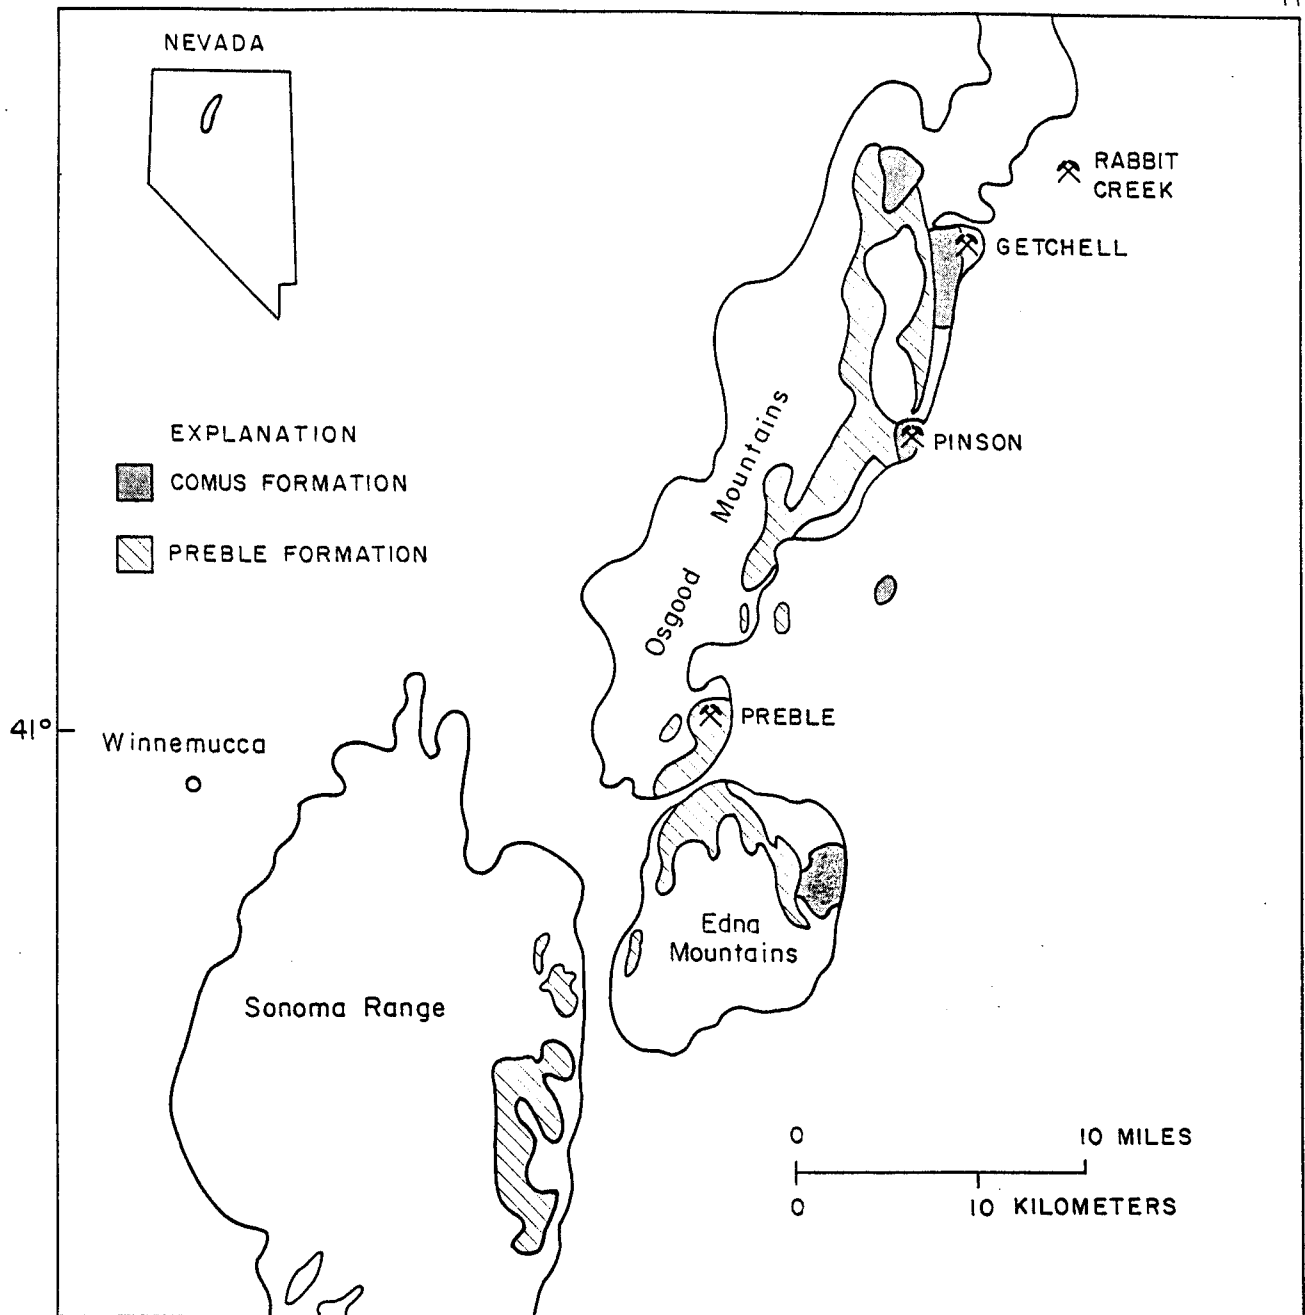 NEVADA
RABBIT
CREEK
GETCHELL
EXPLANATION
COMUS FORMATION
PREBLE FORMATION
PINSON
Osgood Mountains
PREBLE
41°
Winnemucca
Edna
Mountains
Sonoma Range
0 10 MILES
0 10 KILOMETERS